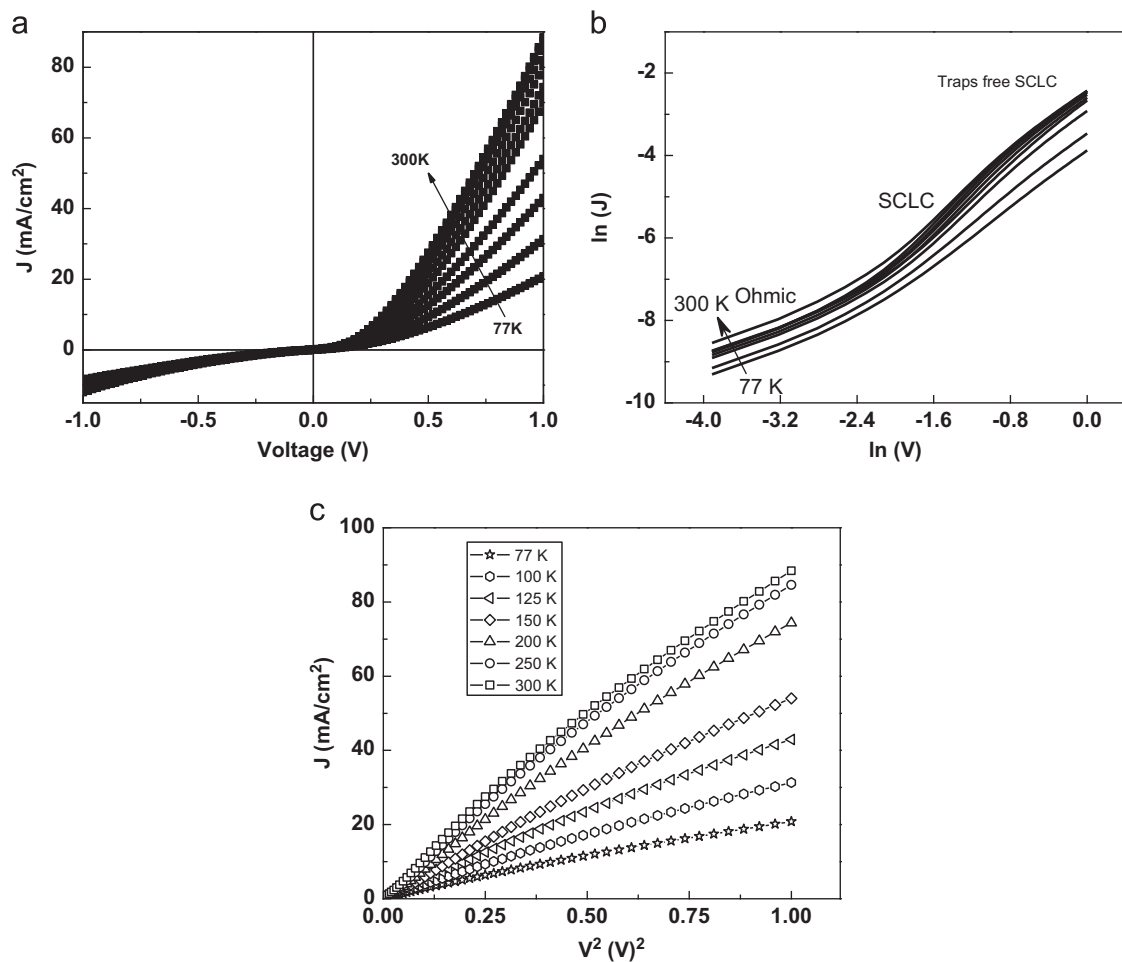 a
J (mA/cm²)
80
60
40
20
0
300K
77K
-1.0 -0.5 0.0 0.5 1.0
Voltage (V)
b
ln (J)
-2
-4
-6
-8
-10
Traps free SCLC
SCLC
Ohmic
300 K
77 K
-4.0 -3.2 -2.4 -1.6 -0.8 0.0
ln (V)
c
J (mA/cm²)
100
80
60
40
20
0
77 K
100 K
125 K
150 K
200 K
250 K
300 K
0.00 0.25 0.50 0.75 1.00
V² (V)²